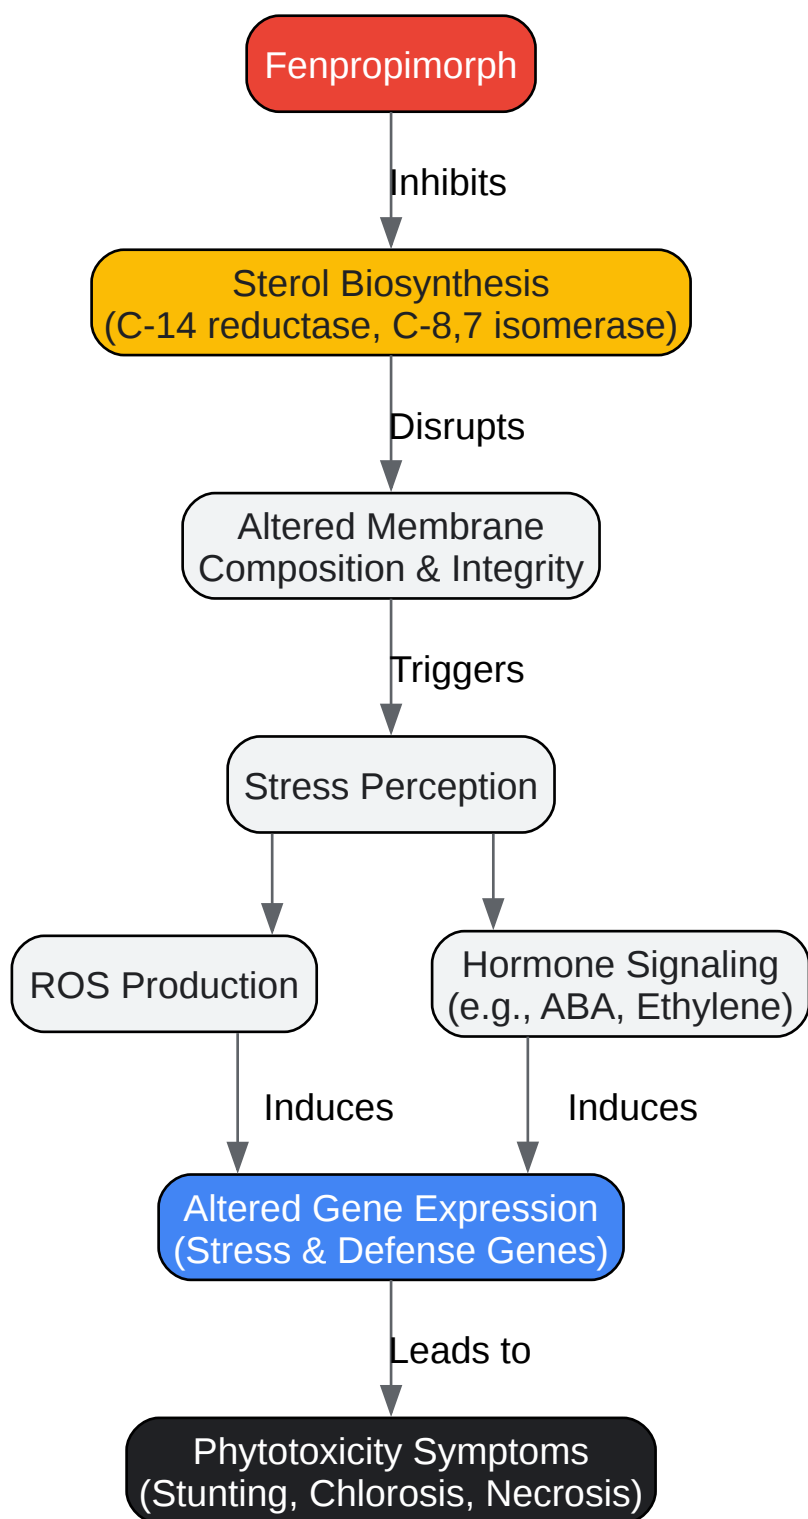 Fenpropimorph
Inhibits
Sterol Biosynthesis
(C-14 reductase, C-8,7 isomerase)
Disrupts
Altered Membrane
Composition & Integrity
Triggers
Stress Perception
ROS Production
Hormone Signaling
(e.g., ABA, Ethylene)
Induces
Induces
Altered Gene Expression
(Stress & Defense Genes)
Leads to
Phytotoxicity Symptoms
(Stunting, Chlorosis, Necrosis)